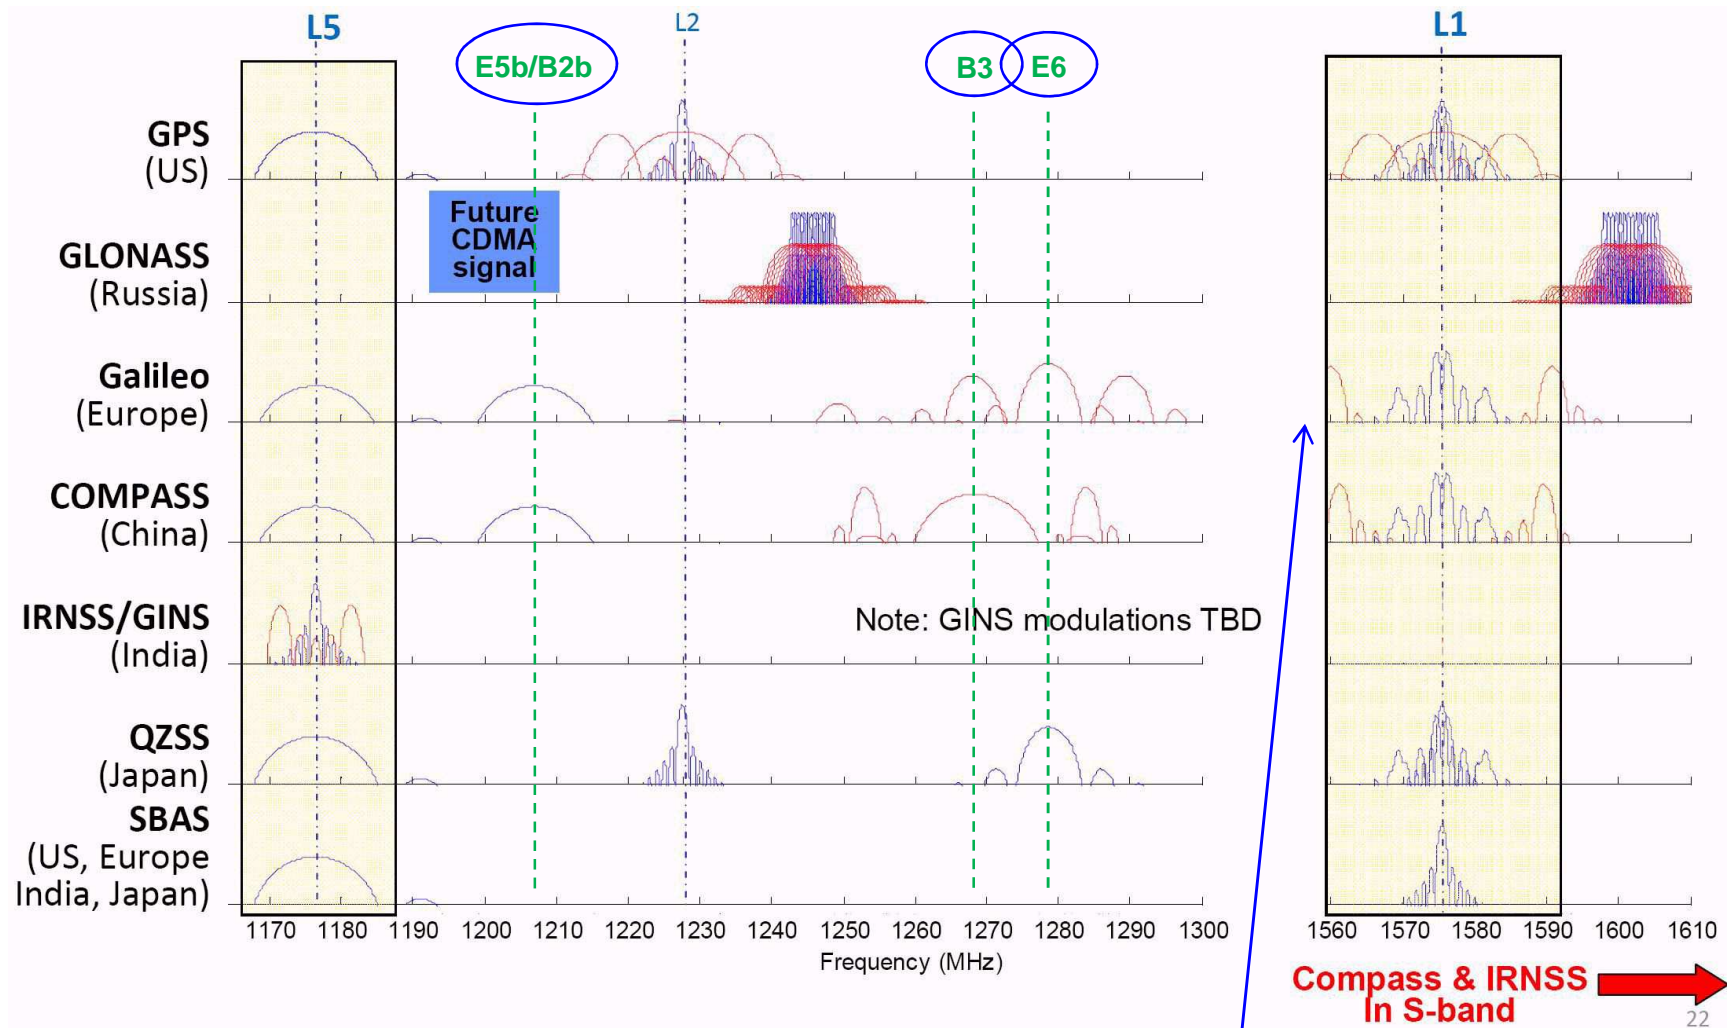 L5
L2
L1
E5b/B2b
B3
E6
GPS
(US)
Future
CDMA
signal
GLONASS
(Russia)
Galileo
(Europe)
COMPASS
(China)
IRNSS/GINS
(India)
Note: GINS modulations TBD
QZSS
(Japan)
SBAS
(US, Europe
India, Japan)
1170 1180 1190 1200 1210 1220 1230 1240 1250 1260 1270 1280 1290 1300
1560 1570 1580 1590 1600 1610
Frequency (MHz)
Compass & IRNSS
In S-band
22